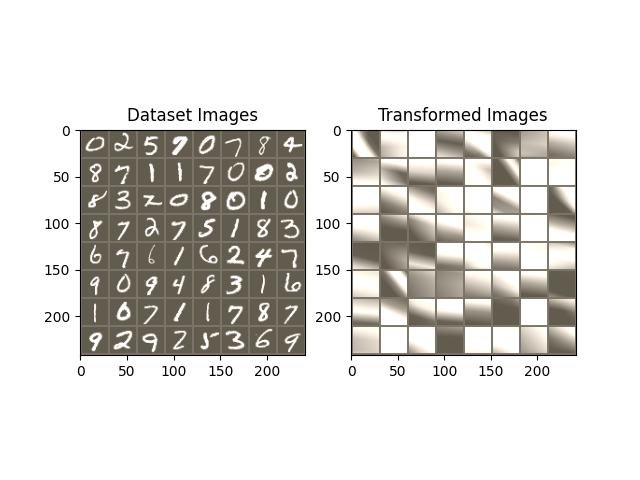 Dataset Images
0 2 5 9 0 7 8 4
8 7 1 1 7 0 0 2
8 3 2 0 8 0 1 0
8 7 2 7 5 1 8 3
6 7 6 1 6 2 4 7
9 0 9 4 8 3 1 6
1 0 7 1 1 7 8 7
9 2 9 2 5 3 6 9
0
50
100
150
200
0 50 100 150 200
Transformed Images
0
50
100
150
200
0 50 100 150 200